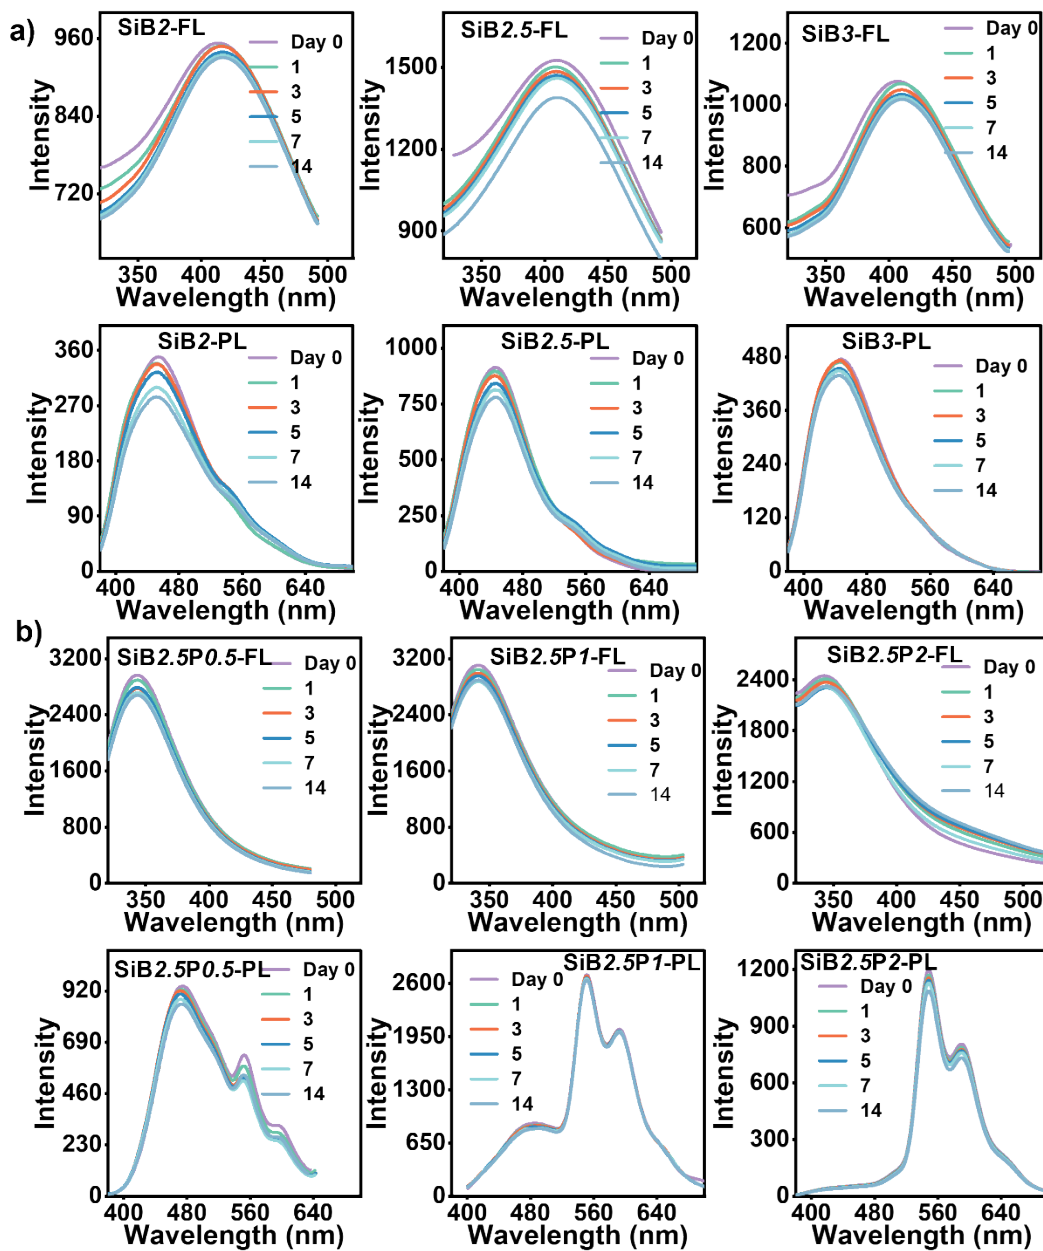 a)
SiB2-FL
Intensity
960
840
720
350 400 450 500
Wavelength (nm)
Day 0
1
3
5
7
14
SiB2.5-FL
Intensity
1500
1200
900
350 400 450 500
Wavelength (nm)
Day 0
1
3
5
7
14
SiB3-FL
Intensity
1200
1000
800
600
350 400 450 500
Wavelength (nm)
Day 0
1
3
5
7
14
SiB2-PL
Intensity
360
270
180
90
0
400 480 560 640
Wavelength (nm)
Day 0
1
3
5
7
14
SiB2.5-PL
Intensity
1000
750
500
250
0
400 480 560 640
Wavelength (nm)
Day 0
1
3
5
7
14
SiB3-PL
Intensity
480
360
240
120
0
400 480 560 640
Wavelength (nm)
Day 0
1
3
5
7
14
b)
SiB2.5P0.5-FL
Intensity
3200
2400
1600
800
0
350 400 450 500
Wavelength (nm)
Day 0
1
3
5
7
14
SiB2.5P1-FL
Intensity
3200
2400
1600
800
0
350 400 450 500
Wavelength (nm)
Day 0
1
3
5
7
14
SiB2.5P2-FL
Intensity
2400
1800
1200
600
0
350 400 450 500
Wavelength (nm)
Day 0
1
3
5
7
14
SiB2.5P0.5-PL
Intensity
920
690
460
230
0
400 480 560 640
Wavelength (nm)
Day 0
1
3
5
7
14
SiB2.5P1-PL
Intensity
2600
1950
1300
650
0
400 480 560 640
Wavelength (nm)
Day 0
1
3
5
7
14
SiB2.5P2-PL
Intensity
1200
900
600
300
0
400 480 560 640
Wavelength (nm)
Day 0
1
3
5
7
14